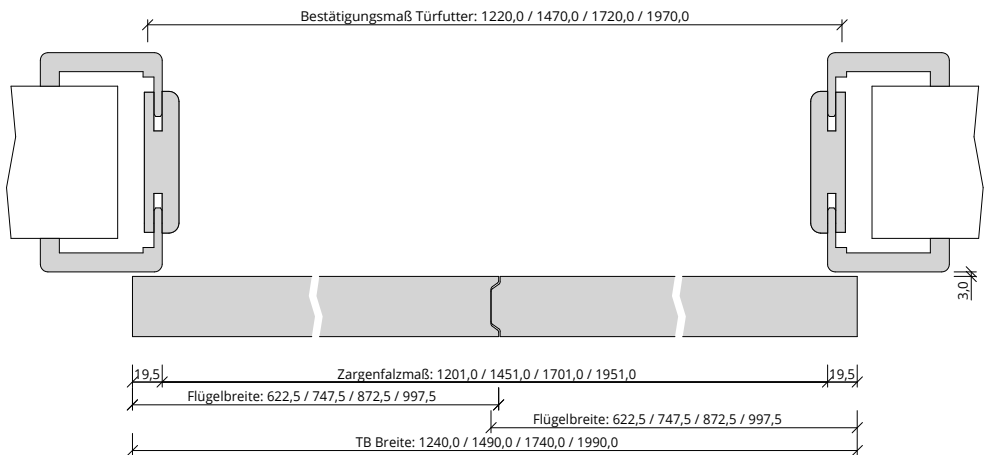 Bestätigungsmaß Türfutter: 1220,0 / 1470,0 / 1720,0 / 1970,0
3,0
19,5
Zargenfalzmaß: 1201,0 / 1451,0 / 1701,0 / 1951,0
19,5
Flügelbreite: 622,5 / 747,5 / 872,5 / 997,5
Flügelbreite: 622,5 / 747,5 / 872,5 / 997,5
TB Breite: 1240,0 / 1490,0 / 1740,0 / 1990,0